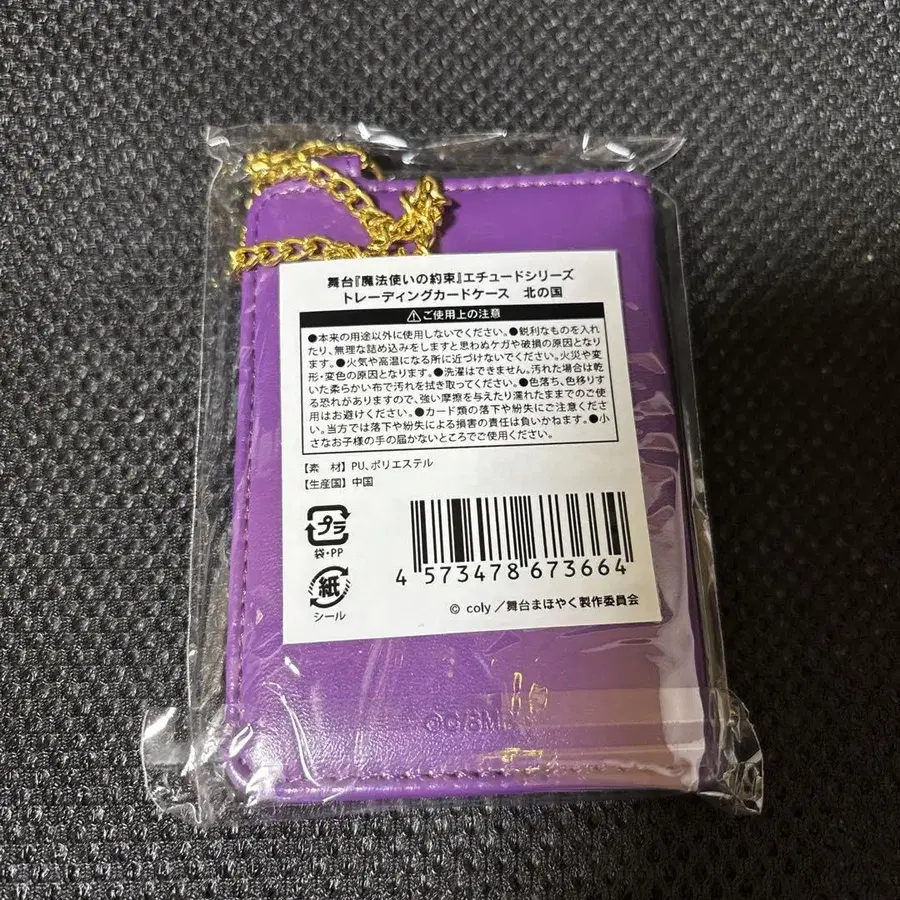 舞台『魔法使いの約束』エチュードシリーズ
トレーディングカードケース　北の国
⚠ご使用上の注意
●本来の用途以外に使用しないでください。●鋭利なものを入れ
たり、無理な詰め込みをしますと思わぬケガや破損の原因となり
ます。●火気や高温になる所に近づけないでください。火災や変
形・変色の原因となります。●洗濯はできません。汚れた場合は乾
いた柔らかい布で汚れを拭き取ってください。●色落ち、色移りす
る恐れがありますので、強い摩擦を与えたり濡れたままでのご使
用はお避けください。●カード類の落下や紛失にご注意くださ
い。当方では落下や紛失による損害の責任は負いかねます。●小
さなお子様の手の届かないところでご使用ください。
【素　材】PU、ポリエステル
【生産国】中国
プラ
袋・PP
紙
シール
4 573478 673664
© coly／舞台まほやく製作委員会